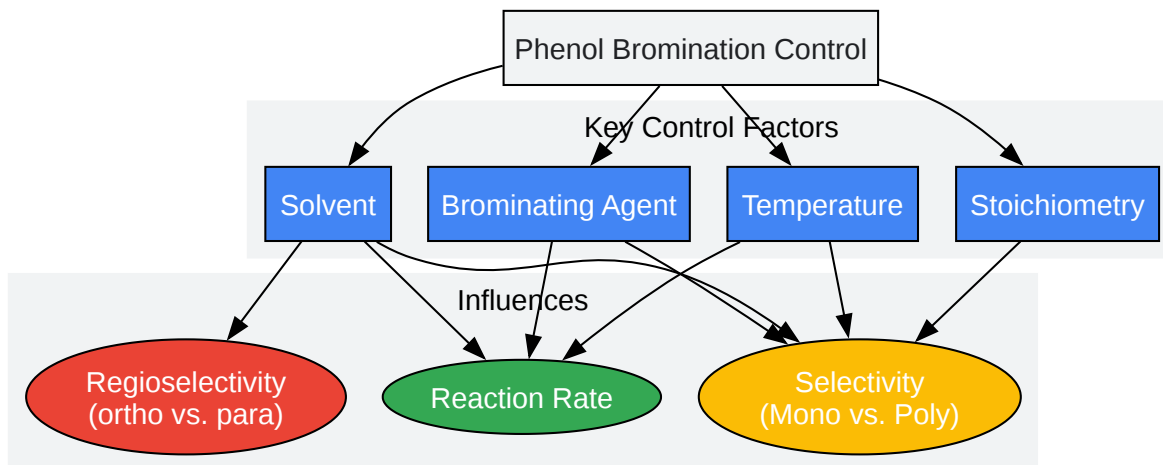 Phenol Bromination Control
Key Control Factors
Solvent
Brominating Agent
Temperature
Stoichiometry
Influences
Regioselectivity
(ortho vs. para)
Reaction Rate
Selectivity
(Mono vs. Poly)